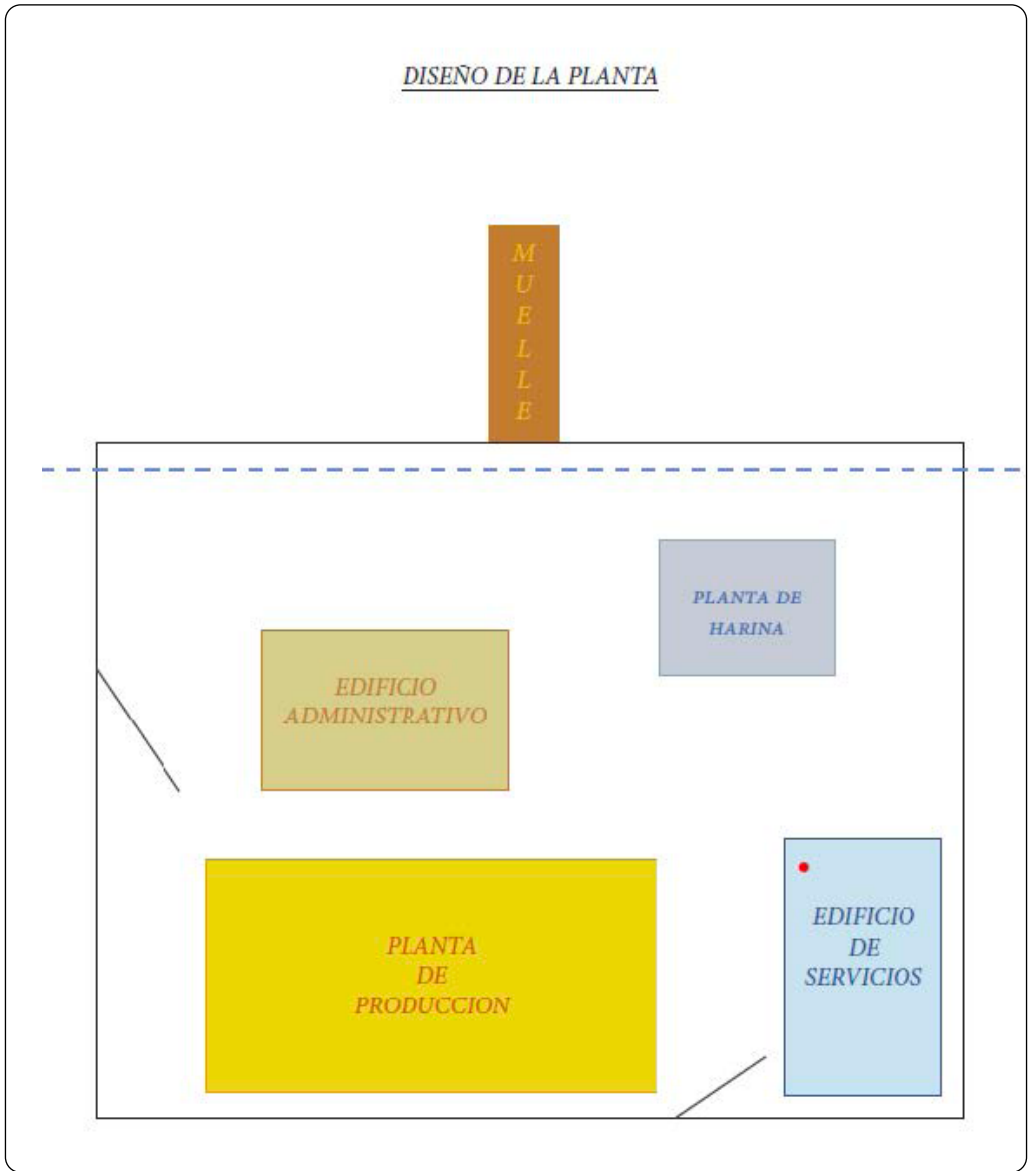 DISEÑO DE LA PLANTA
M
U
E
L
L
E
PLANTA DE
HARINA
EDIFICIO
ADMINISTRATIVO
PLANTA
DE
PRODUCCION
EDIFICIO
DE
SERVICIOS